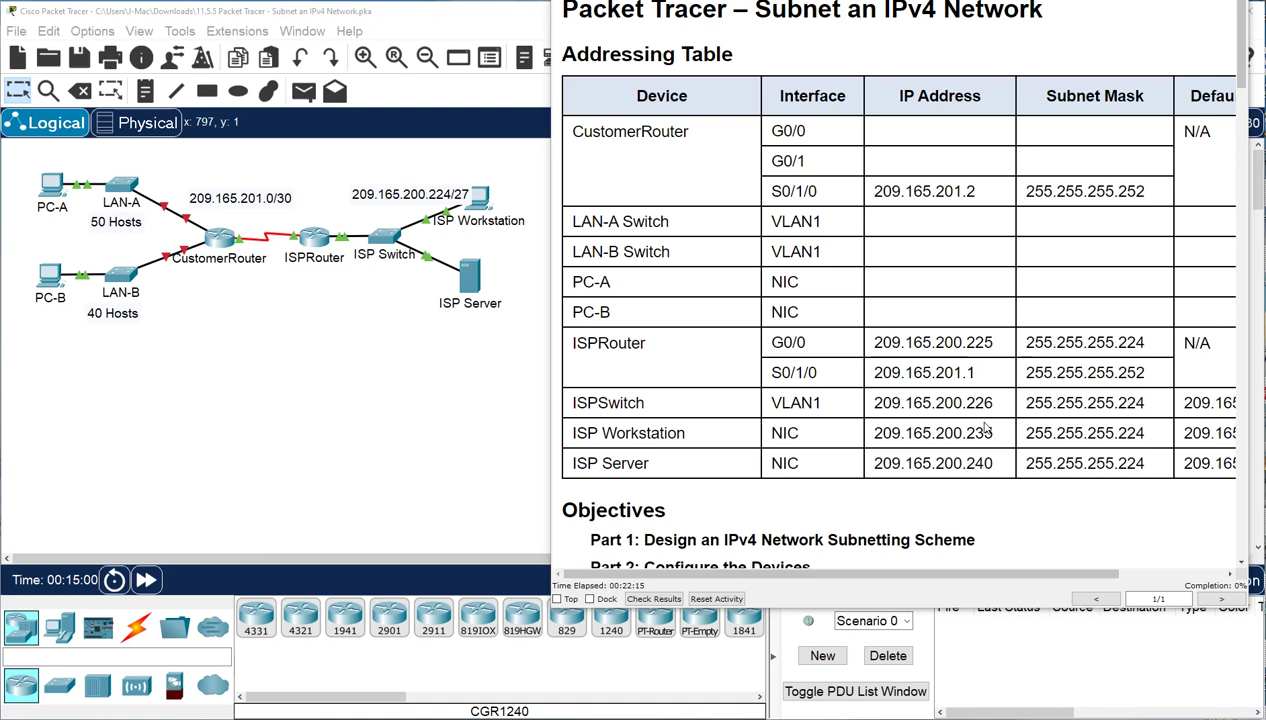 Cisco Packet Tracer - C:\Users\J-Mac\Downloads\11.5.5 Packet Tracer - Subnet an IPv4 Network.pka
File Edit Options View Tools Extensions Window Help
Logical Physical x: 797, y: 1
PC-A
LAN-A
50 Hosts
209.165.201.0/30
209.165.200.224/27
ISP Workstation
CustomerRouter
ISPRouter
ISP Switch
PC-B
LAN-B
40 Hosts
ISP Server
Time: 00:15:00
4331 4321 1941 2901 2911 819IOX 819HGW 829 1240 PT-Router PT-Empty 1841
CGR1240
Packet Tracer – Subnet an IPv4 Network
Addressing Table
Device Interface IP Address Subnet Mask Defau
CustomerRouter G0/0 N/A
G0/1
S0/1/0 209.165.201.2 255.255.255.252
LAN-A Switch VLAN1
LAN-B Switch VLAN1
PC-A NIC
PC-B NIC
ISPRouter G0/0 209.165.200.225 255.255.255.224 N/A
S0/1/0 209.165.201.1 255.255.255.252
ISPSwitch VLAN1 209.165.200.226 255.255.255.224 209.165
ISP Workstation NIC 209.165.200.235 255.255.255.224 209.165
ISP Server NIC 209.165.200.240 255.255.255.224 209.165
Objectives
Part 1: Design an IPv4 Network Subnetting Scheme
Part 2: Configure the Devices
Time Elapsed: 00:22:15 Completion: 0%
Top Dock Check Results Reset Activity < 1/1 >
Fire Last Status Source Destination Type Color
Scenario 0
New Delete
Toggle PDU List Window